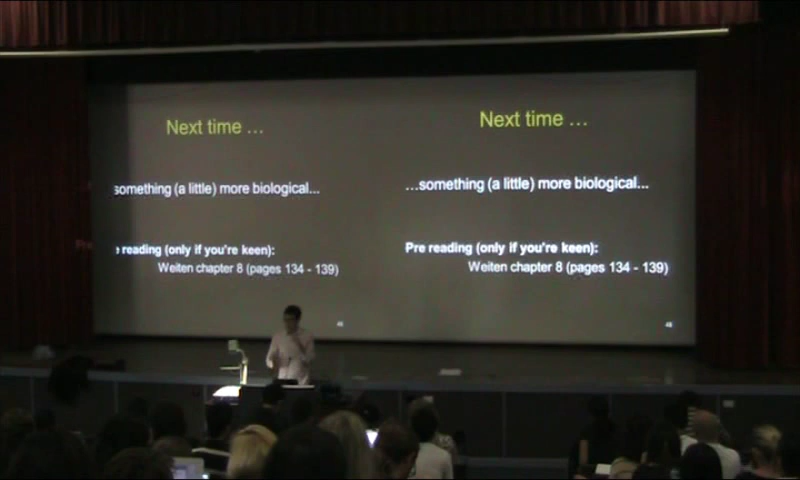 Next time ...
something (a little) more biological...
reading (only if you're keen):
Weiten chapter 8 (pages 134 - 139)
Next time ...
...something (a little) more biological...
Pre reading (only if you're keen):
Weiten chapter 8 (pages 134 - 139)